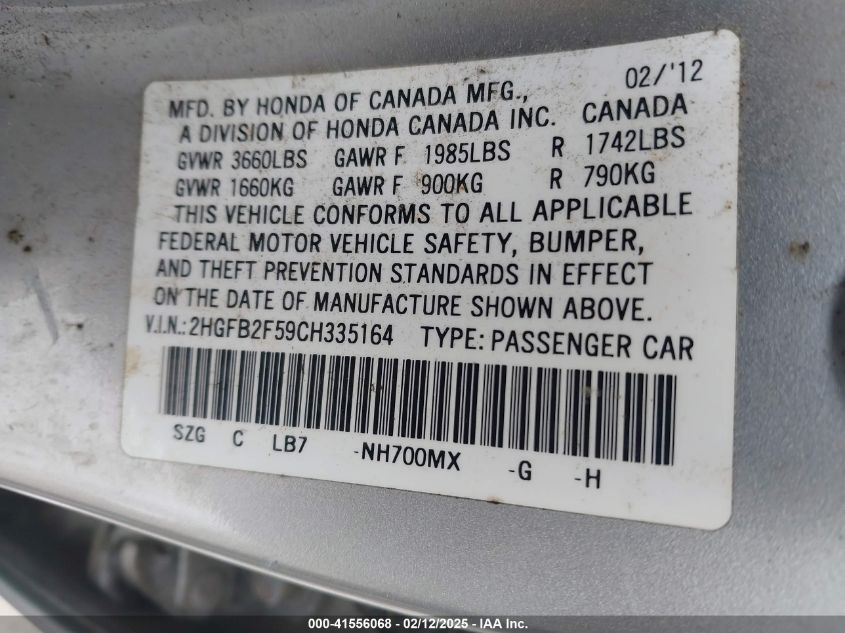 02/'12
MFD. BY HONDA OF CANADA MFG.,
A DIVISION OF HONDA CANADA INC. CANADA
GVWR 3660LBS GAWR F 1985LBS R 1742LBS
GVWR 1660KG GAWR F 900KG R 790KG
THIS VEHICLE CONFORMS TO ALL APPLICABLE
FEDERAL MOTOR VEHICLE SAFETY, BUMPER,
AND THEFT PREVENTION STANDARDS IN EFFECT
ON THE DATE OF MANUFACTURE SHOWN ABOVE.
V.I.N.: 2HGFB2F59CH335164 TYPE: PASSENGER CAR
SZG C LB7 -NH700MX -G -H
000-41556068 - 02/12/2025 - IAA Inc.